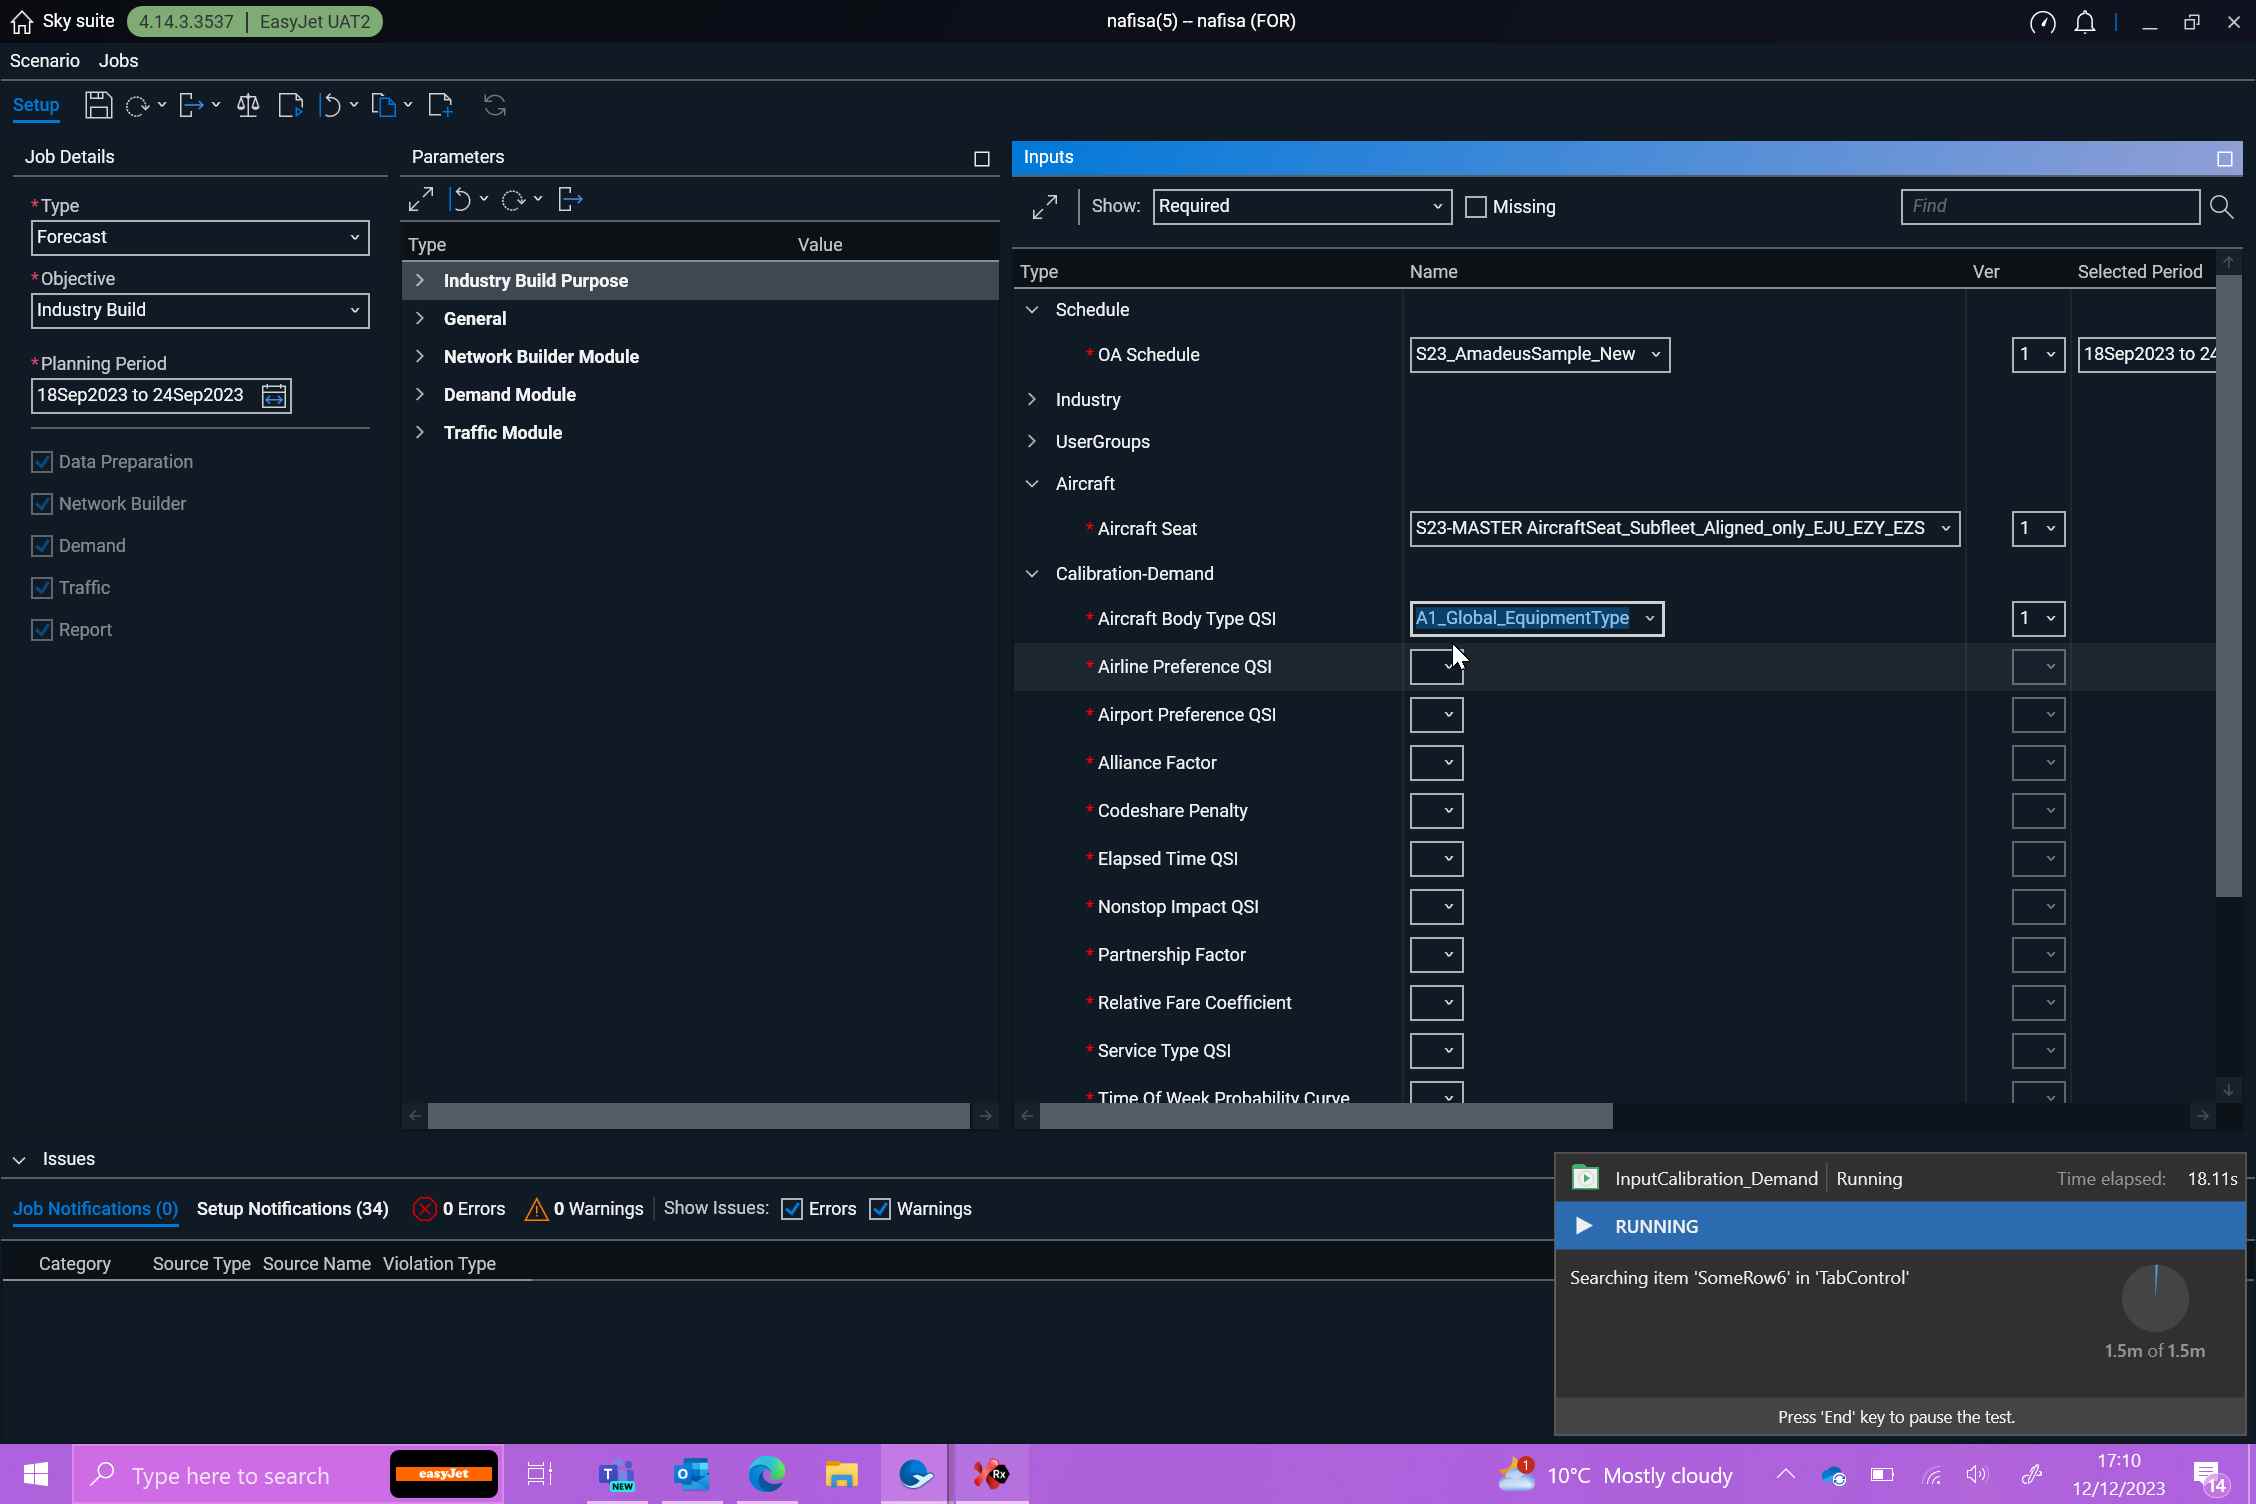 Sky suite 4.14.3.3537 | EasyJet UAT2 nafisa(5) – nafisa (FOR)
Scenario Jobs
Setup
Job Details
*Type
Forecast
*Objective
Industry Build
*Planning Period
18Sep2023 to 24Sep2023
Data Preparation
Network Builder
Demand
Traffic
Report
Parameters
Type Value
Industry Build Purpose
General
Network Builder Module
Demand Module
Traffic Module
Inputs
Show: Required Missing Find
Type Name Ver Selected Period
Schedule
* OA Schedule S23_AmadeusSample_New 1 18Sep2023 to 24
Industry
UserGroups
Aircraft
* Aircraft Seat S23-MASTER AircraftSeat_Subfleet_Aligned_only_EJU_EZY_EZS 1
Calibration-Demand
* Aircraft Body Type QSI A1_Global_EquipmentType 1
* Airline Preference QSI
* Airport Preference QSI
* Alliance Factor
* Codeshare Penalty
* Elapsed Time QSI
* Nonstop Impact QSI
* Partnership Factor
* Relative Fare Coefficient
* Service Type QSI
* Time Of Week Probability Curve
Issues
Job Notifications (0) Setup Notifications (34) 0 Errors 0 Warnings Show Issues: Errors Warnings
Category Source Type Source Name Violation Type
InputCalibration_Demand Running Time elapsed: 18.11s
RUNNING
Searching item 'SomeRow6' in 'TabControl'
1.5m of 1.5m
Press 'End' key to pause the test.
Type here to search
easyJet
T
NEW
O
Rx
1
10°C Mostly cloudy
17:10
12/12/2023
14